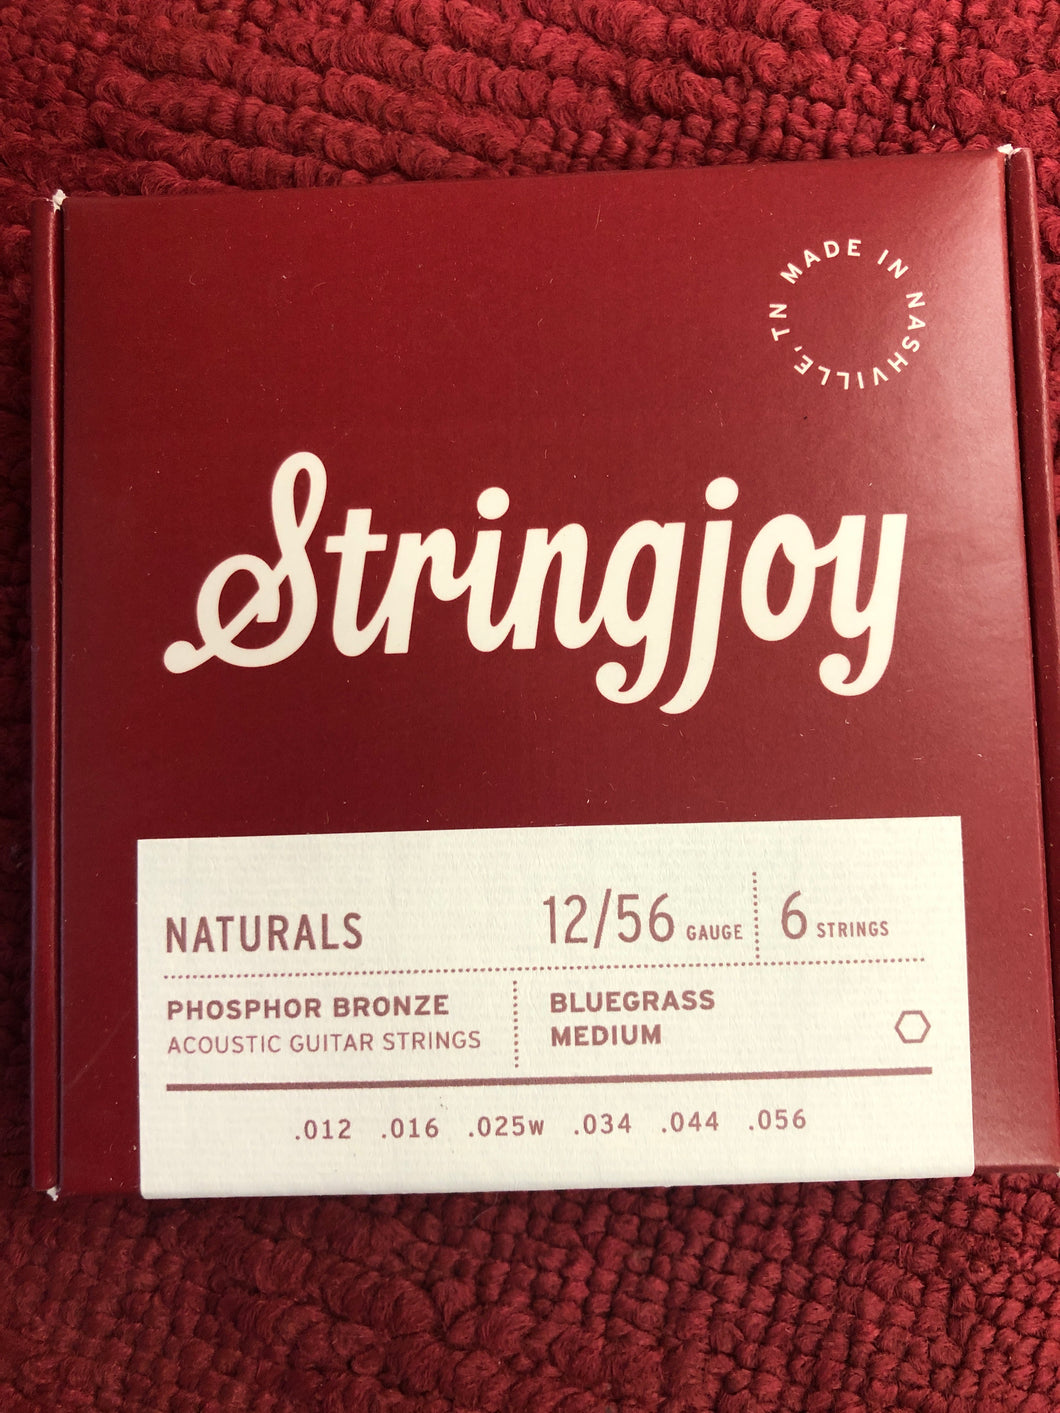 MADE IN NASHVILLE, TN
Stringjoy
NATURALS
12/56 GAUGE
6 STRINGS
PHOSPHOR BRONZE
ACOUSTIC GUITAR STRINGS
BLUEGRASS
MEDIUM
.012 .016 .025w .034 .044 .056